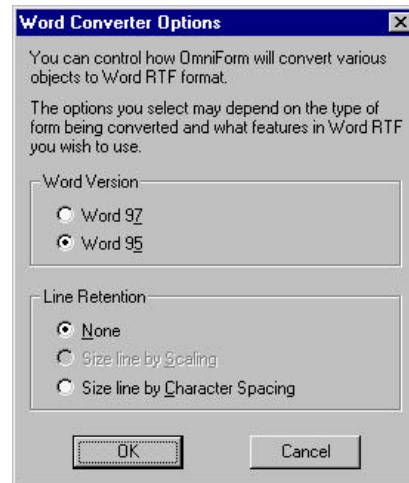 Word Converter Options
You can control how OmniForm will convert various
objects to Word RTF format.
The options you select may depend on the type of
form being converted and what features in Word RTF
you wish to use.
Word Version
Word 97
Word 95
Line Retention
None
Size line by Scaling
Size line by Character Spacing
OK
Cancel